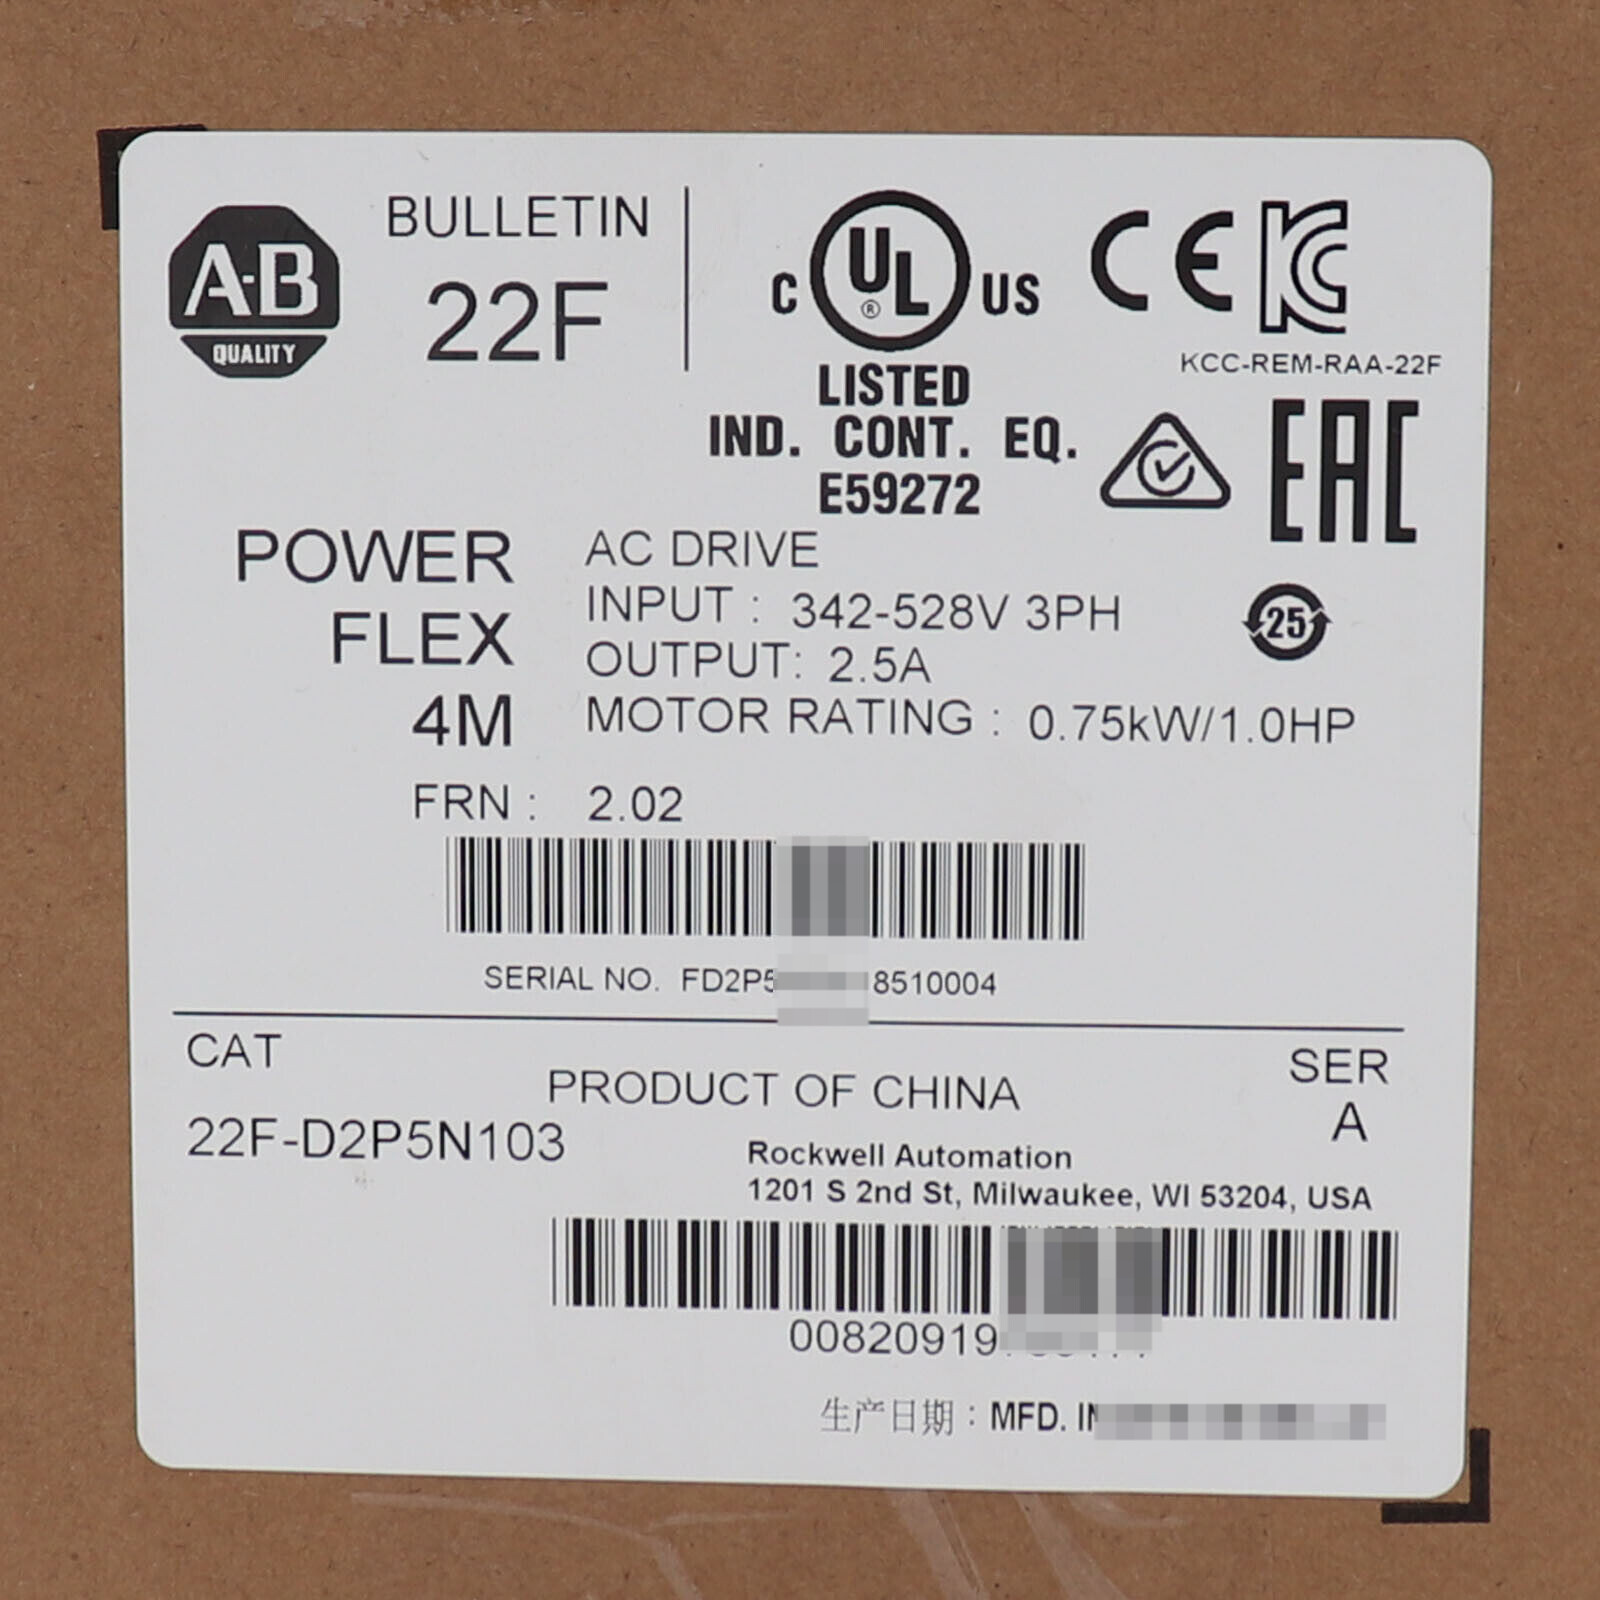 A-B
QUALITY
BULLETIN
22F
C UL ® US
LISTED
IND. CONT. EQ.
E59272
CE KC
KCC-REM-RAA-22F
EAC
25
POWER
FLEX
4M
AC DRIVE
INPUT : 342-528V 3PH
OUTPUT: 2.5A
MOTOR RATING : 0.75kW/1.0HP
FRN : 2.02
SERIAL NO. FD2P5 8510004
CAT
22F-D2P5N103
PRODUCT OF CHINA
SER
A
Rockwell Automation
1201 S 2nd St, Milwaukee, WI 53204, USA
00820919
生产日期：MFD. IN